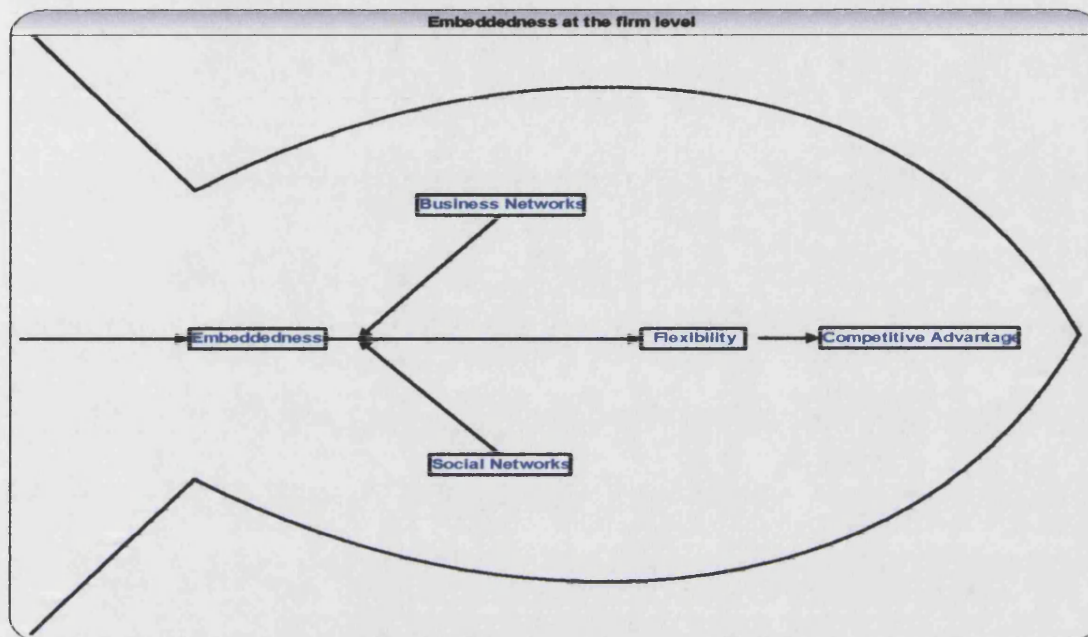 Embeddedness at the firm level
Business Networks
Embeddedness
Flexibility
Competitive Advantage
Social Networks